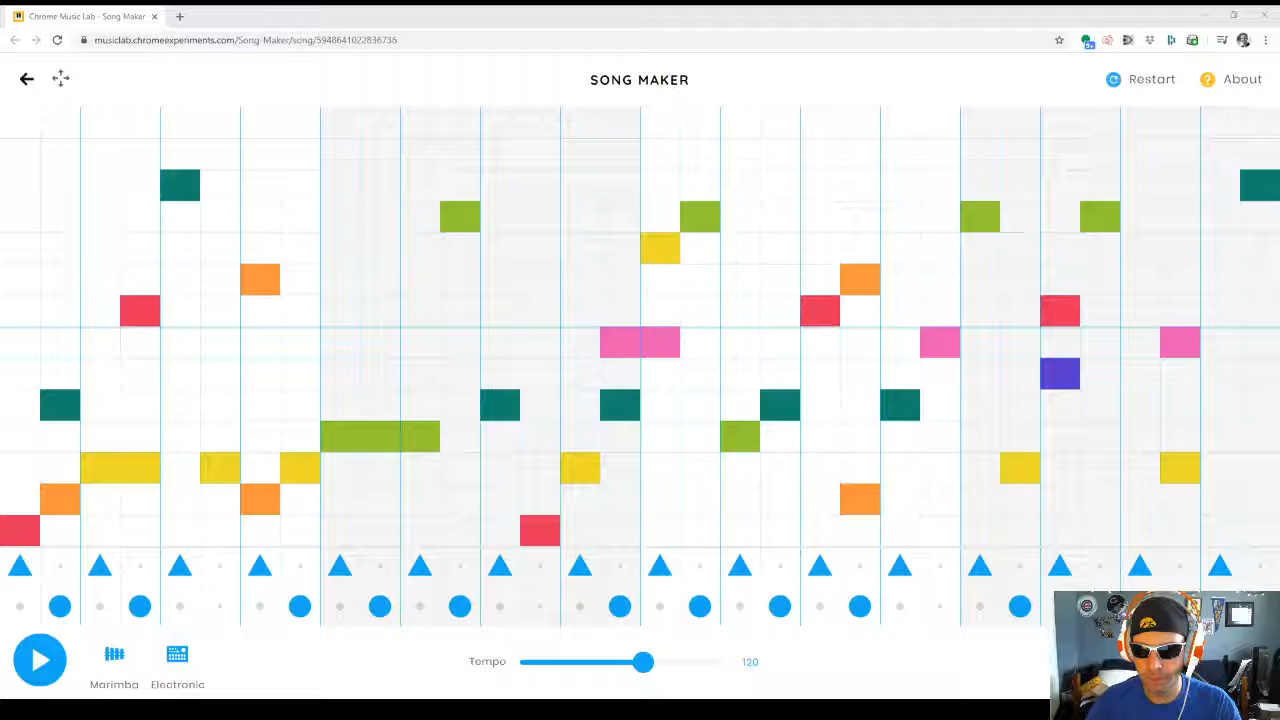 Chrome Music Lab - Song Maker
musiclab.chromeexperiments.com/Song-Maker/song/5948641022836736
SONG MAKER
Restart
About
Tempo
120
Marimba
Electronic